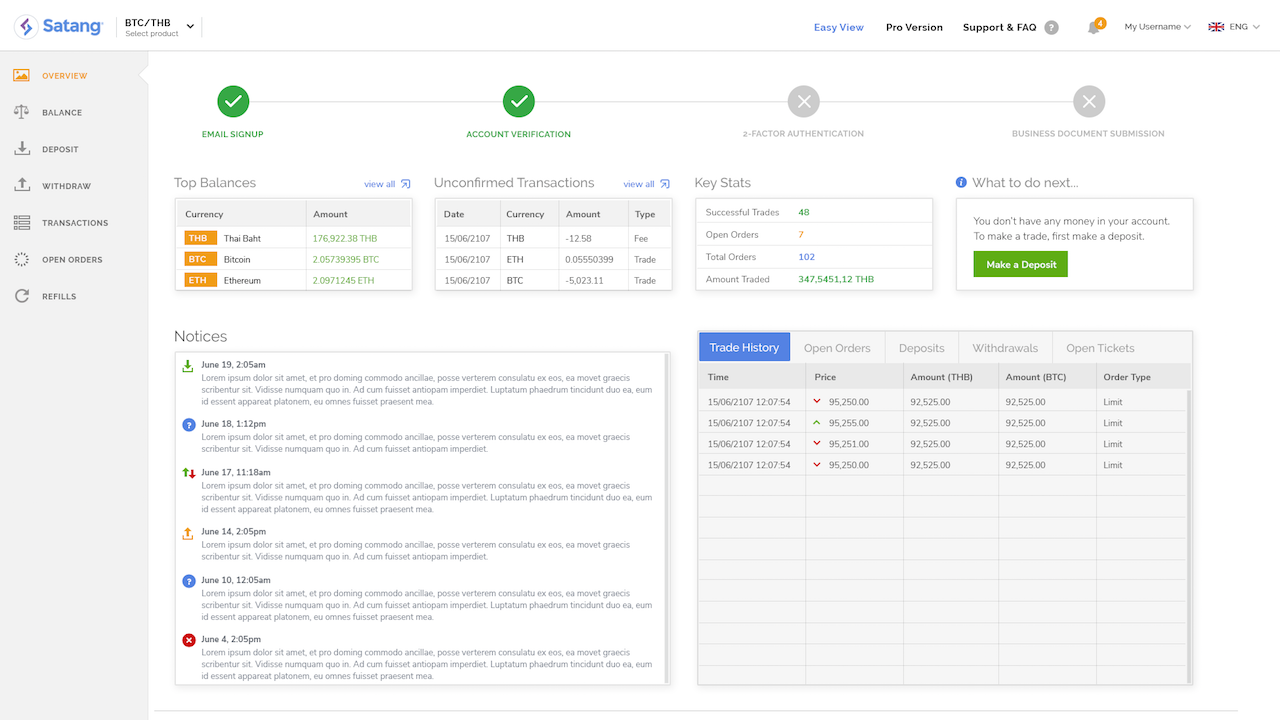 Satang
BTC/THB
Select product
Easy View
Pro Version
Support & FAQ
?
4
My Username
ENG
OVERVIEW
BALANCE
DEPOSIT
WITHDRAW
TRANSACTIONS
OPEN ORDERS
REFILLS
EMAIL SIGNUP
ACCOUNT VERIFICATION
2-FACTOR AUTHENTICATION
BUSINESS DOCUMENT SUBMISSION
Top Balances
view all
Currency Amount
THB Thai Baht 176,922.38 THB
BTC Bitcoin 2.05739395 BTC
ETH Ethereum 2.0971245 ETH
Unconfirmed Transactions
view all
Date Currency Amount Type
15/06/2107 THB -12.58 Fee
15/06/2107 ETH 0.05550399 Trade
15/06/2107 BTC -5,023.11 Trade
Key Stats
Successful Trades 48
Open Orders 7
Total Orders 102
Amount Traded 347,5451,12 THB
i What to do next...
You don't have any money in your account.
To make a trade, first make a deposit.
Make a Deposit
Notices
June 19, 2:05am
Lorem ipsum dolor sit amet, et pro doming commodo ancillae, posse verterem consulatu ex eos, ea movet graecis
scribentur sit. Vidisse numquam quo in. Ad cum fuisset antiopam imperdiet. Luptatum phaedrum tincidunt duo ea, eum
id essent appareat platonem, eu omnes fuisset praesent mea.
?
June 18, 1:12pm
Lorem ipsum dolor sit amet, et pro doming commodo ancillae, posse verterem consulatu ex eos, ea movet graecis
scribentur sit. Vidisse numquam quo in. Ad cum fuisset antiopam imperdiet.
June 17, 11:18am
Lorem ipsum dolor sit amet, et pro doming commodo ancillae, posse verterem consulatu ex eos, ea movet graecis
scribentur sit. Vidisse numquam quo in. Ad cum fuisset antiopam imperdiet. Luptatum phaedrum tincidunt duo ea, eum
id essent appareat platonem, eu omnes fuisset praesent mea.
June 14, 2:05pm
Lorem ipsum dolor sit amet, et pro doming commodo ancillae, posse verterem consulatu ex eos, ea movet graecis
scribentur sit. Vidisse numquam quo in. Ad cum fuisset antiopam imperdiet.
?
June 10, 12:05am
Lorem ipsum dolor sit amet, et pro doming commodo ancillae, posse verterem consulatu ex eos, ea movet graecis
scribentur sit. Vidisse numquam quo in. Ad cum fuisset antiopam imperdiet. Luptatum phaedrum tincidunt duo ea, eum
id essent appareat platonem, eu omnes fuisset praesent mea.
June 4, 2:05pm
Lorem ipsum dolor sit amet, et pro doming commodo ancillae, posse verterem consulatu ex eos, ea movet graecis
scribentur sit. Vidisse numquam quo in. Ad cum fuisset antiopam imperdiet. Luptatum phaedrum tincidunt duo ea, eum
id essent appareat platonem, eu omnes fuisset praesent mea.
Trade History Open Orders Deposits Withdrawals Open Tickets
Time Price Amount (THB) Amount (BTC) Order Type
15/06/2107 12:07:54 95,250.00 92,525.00 92,525.00 Limit
15/06/2107 12:07:54 95,255.00 92,525.00 92,525.00 Limit
15/06/2107 12:07:54 95,251.00 92,525.00 92,525.00 Limit
15/06/2107 12:07:54 95,250.00 92,525.00 92,525.00 Limit